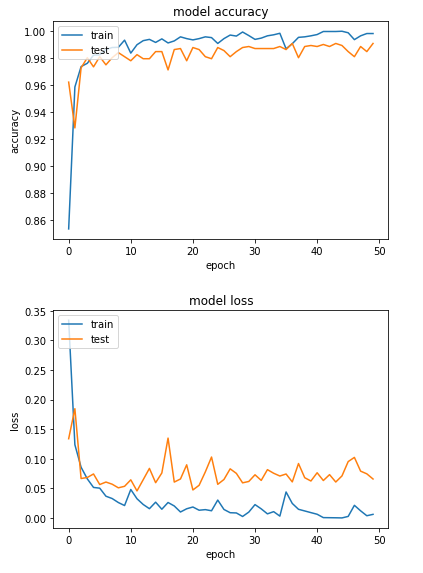 model accuracy
train
test
1.00
0.98
0.96
0.94
0.92
0.90
0.88
0.86
accuracy
0
10
20
30
40
50
epoch
model loss
train
test
0.35
0.30
0.25
0.20
0.15
0.10
0.05
0.00
loss
0
10
20
30
40
50
epoch